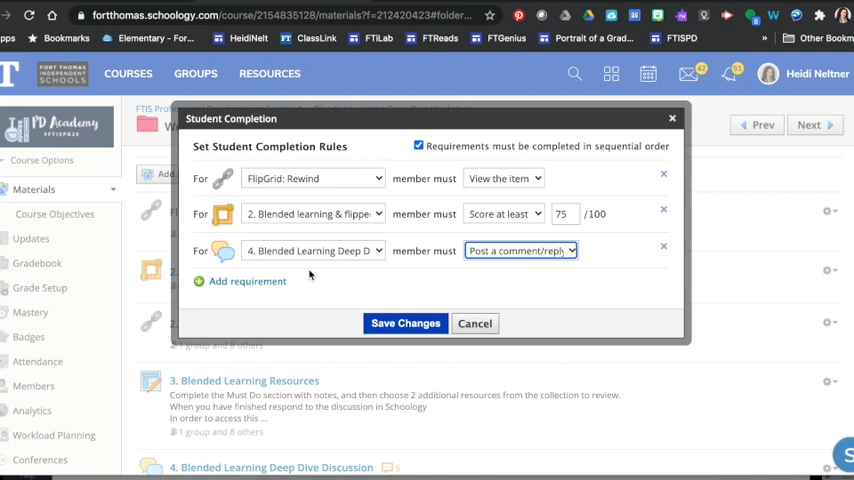 fortthomas.schoology.com/course/2154835128/materials?f=212420423#folder...
pps Bookmarks Elementary - For... HeidiNelt ClassLink FTILab FTReads FTGenius Portrait of a Grad... FTISPD » Other Bookm
FORT THOMAS
INDEPENDENT
SCHOOLS
COURSES GROUPS RESOURCES 42 51 Heidi Neltner
PD Academy
#FTISPD20
Prev Next
Course Options
Materials
Course Objectives
Updates
Gradebook
Grade Setup
Mastery
Badges
Attendance
Members
Analytics
Workload Planning
Conferences
Add
Student Completion
Set Student Completion Rules Requirements must be completed in sequential order
For FlipGrid: Rewind member must View the item
For 2. Blended learning & flippe member must Score at least 75 /100
For 4. Blended Learning Deep D member must Post a comment/reply
Add requirement
Save Changes Cancel
1 group and 8 others
3. Blended Learning Resources
Complete the Must Do section with notes, and then choose 2 additional resources from the collection to review.
When you have finished respond to the discussion in Schoology
In order to access this ...
1 group and 8 others
4. Blended Learning Deep Dive Discussion 5